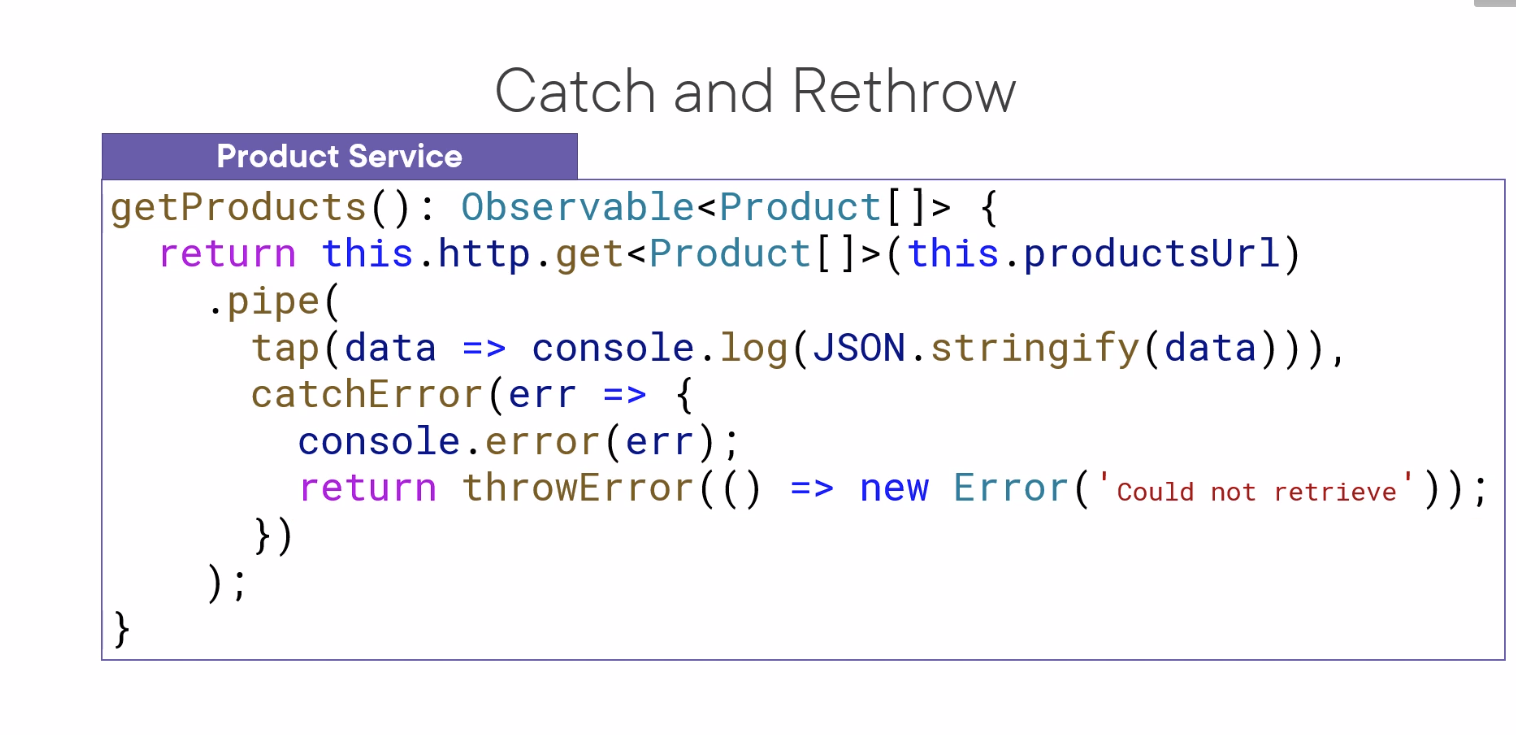 Catch and Rethrow
Product Service
getProducts(): Observable<Product[]> {
  return this.http.get<Product[]>(this.productsUrl)
    .pipe(
      tap(data => console.log(JSON.stringify(data))),
      catchError(err => {
        console.error(err);
        return throwError(() => new Error('Could not retrieve'));
      })
    );
}